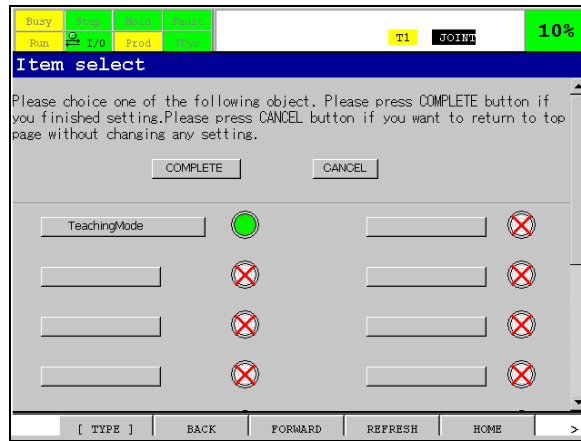 Busy Step Hold Fault
Run I/O Prod TCyc
T1 JOINT 10%
Item select
Please choice one of the following object. Please press COMPLETE button if
you finished setting.Please press CANCEL button if you want to return to top
page without changing any setting.
COMPLETE CANCEL
TeachingMode
[ TYPE ] BACK FORWARD REFRESH HOME >